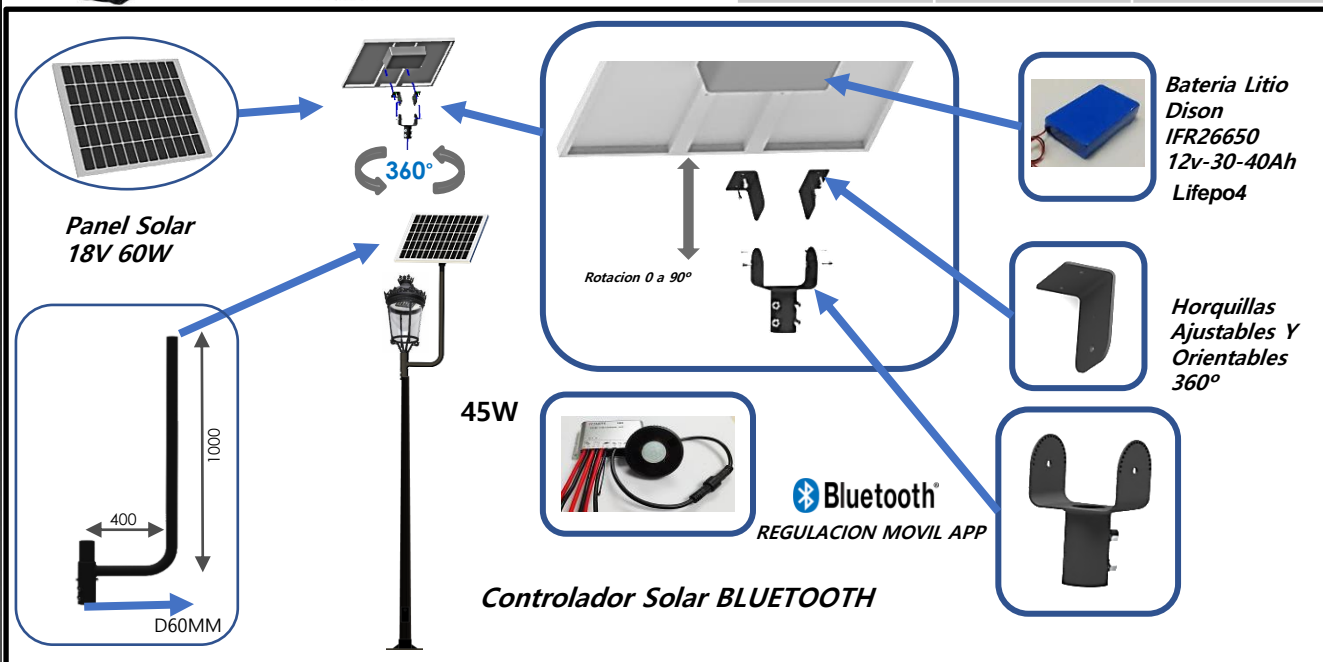 360°
Panel Solar
18V 60W
Rotacion 0 a 90º
Bateria Litio
Dison
IFR26650
12v-30-40Ah
Lifepo4
Horquillas
Ajustables Y
Orientables
360º
1000
400
D60MM
45W
Bluetooth
REGULACION MOVIL APP
Controlador Solar BLUETOOTH